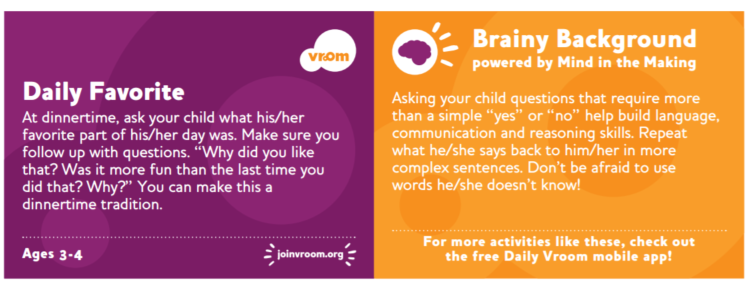 vroom
Daily Favorite
At dinnertime, ask your child what his/her
favorite part of his/her day was. Make sure you
follow up with questions. “Why did you like
that? Was it more fun than the last time you
did that? Why?” You can make this a
dinnertime tradition.
Ages 3-4
joinvroom.org
Brainy Background
powered by Mind in the Making
Asking your child questions that require more
than a simple “yes” or “no” help build language,
communication and reasoning skills. Repeat
what he/she says back to him/her in more
complex sentences. Don’t be afraid to use
words he/she doesn’t know!
For more activities like these, check out
the free Daily Vroom mobile app!